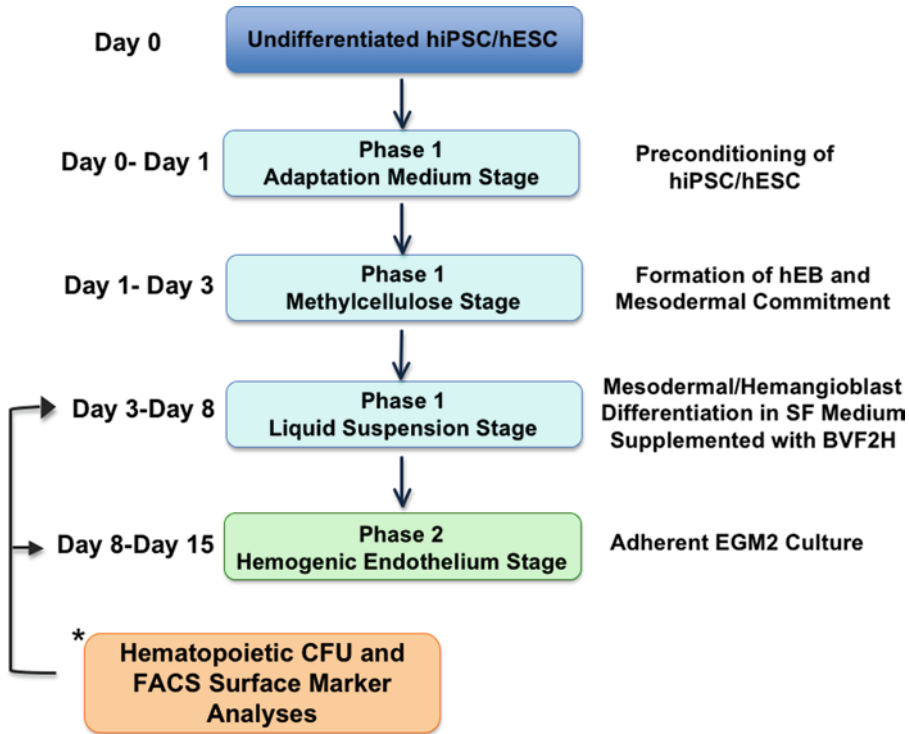 Day 0
Undifferentiated hiPSC/hESC
Day 0- Day 1
Phase 1
Adaptation Medium Stage
Preconditioning of
hiPSC/hESC
Day 1- Day 3
Phase 1
Methylcellulose Stage
Formation of hEB and
Mesodermal Commitment
Day 3-Day 8
Phase 1
Liquid Suspension Stage
Mesodermal/Hemangioblast
Differentiation in SF Medium
Supplemented with BVF2H
Day 8-Day 15
Phase 2
Hemogenic Endothelium Stage
Adherent EGM2 Culture
*
Hematopoietic CFU and
FACS Surface Marker
Analyses